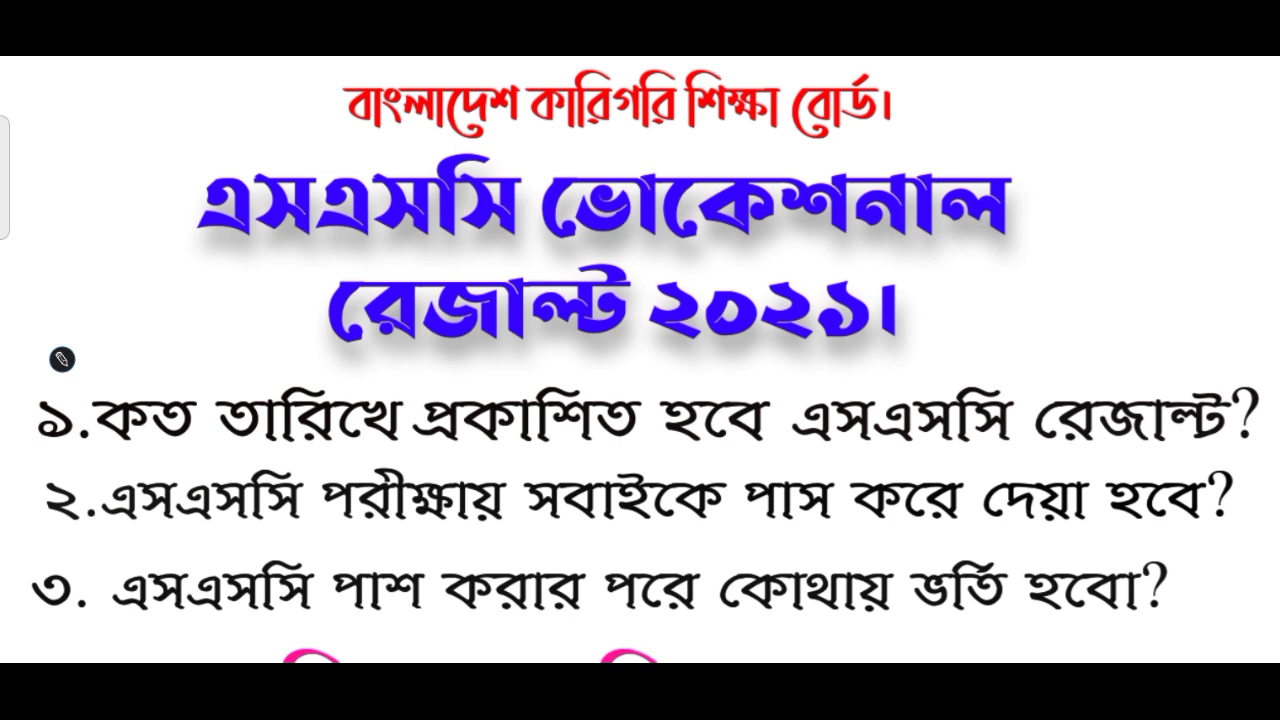 বাংলাদেশ কারিগরি শিক্ষা বোর্ড।
এসএসসি ভোকেশনাল
রেজাল্ট ২০২১।
১.কত তারিখে প্রকাশিত হবে এসএসসি রেজাল্ট?
২.এসএসসি পরীক্ষায় সবাইকে পাস করে দেয়া হবে?
৩. এসএসসি পাশ করার পরে কোথায় ভর্তি হবো?